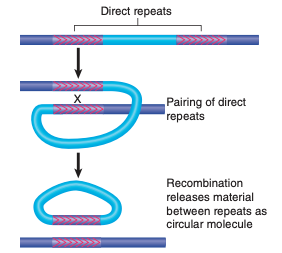 Direct repeats
X
Pairing of direct
repeats
Recombination
releases material
between repeats as
circular molecule